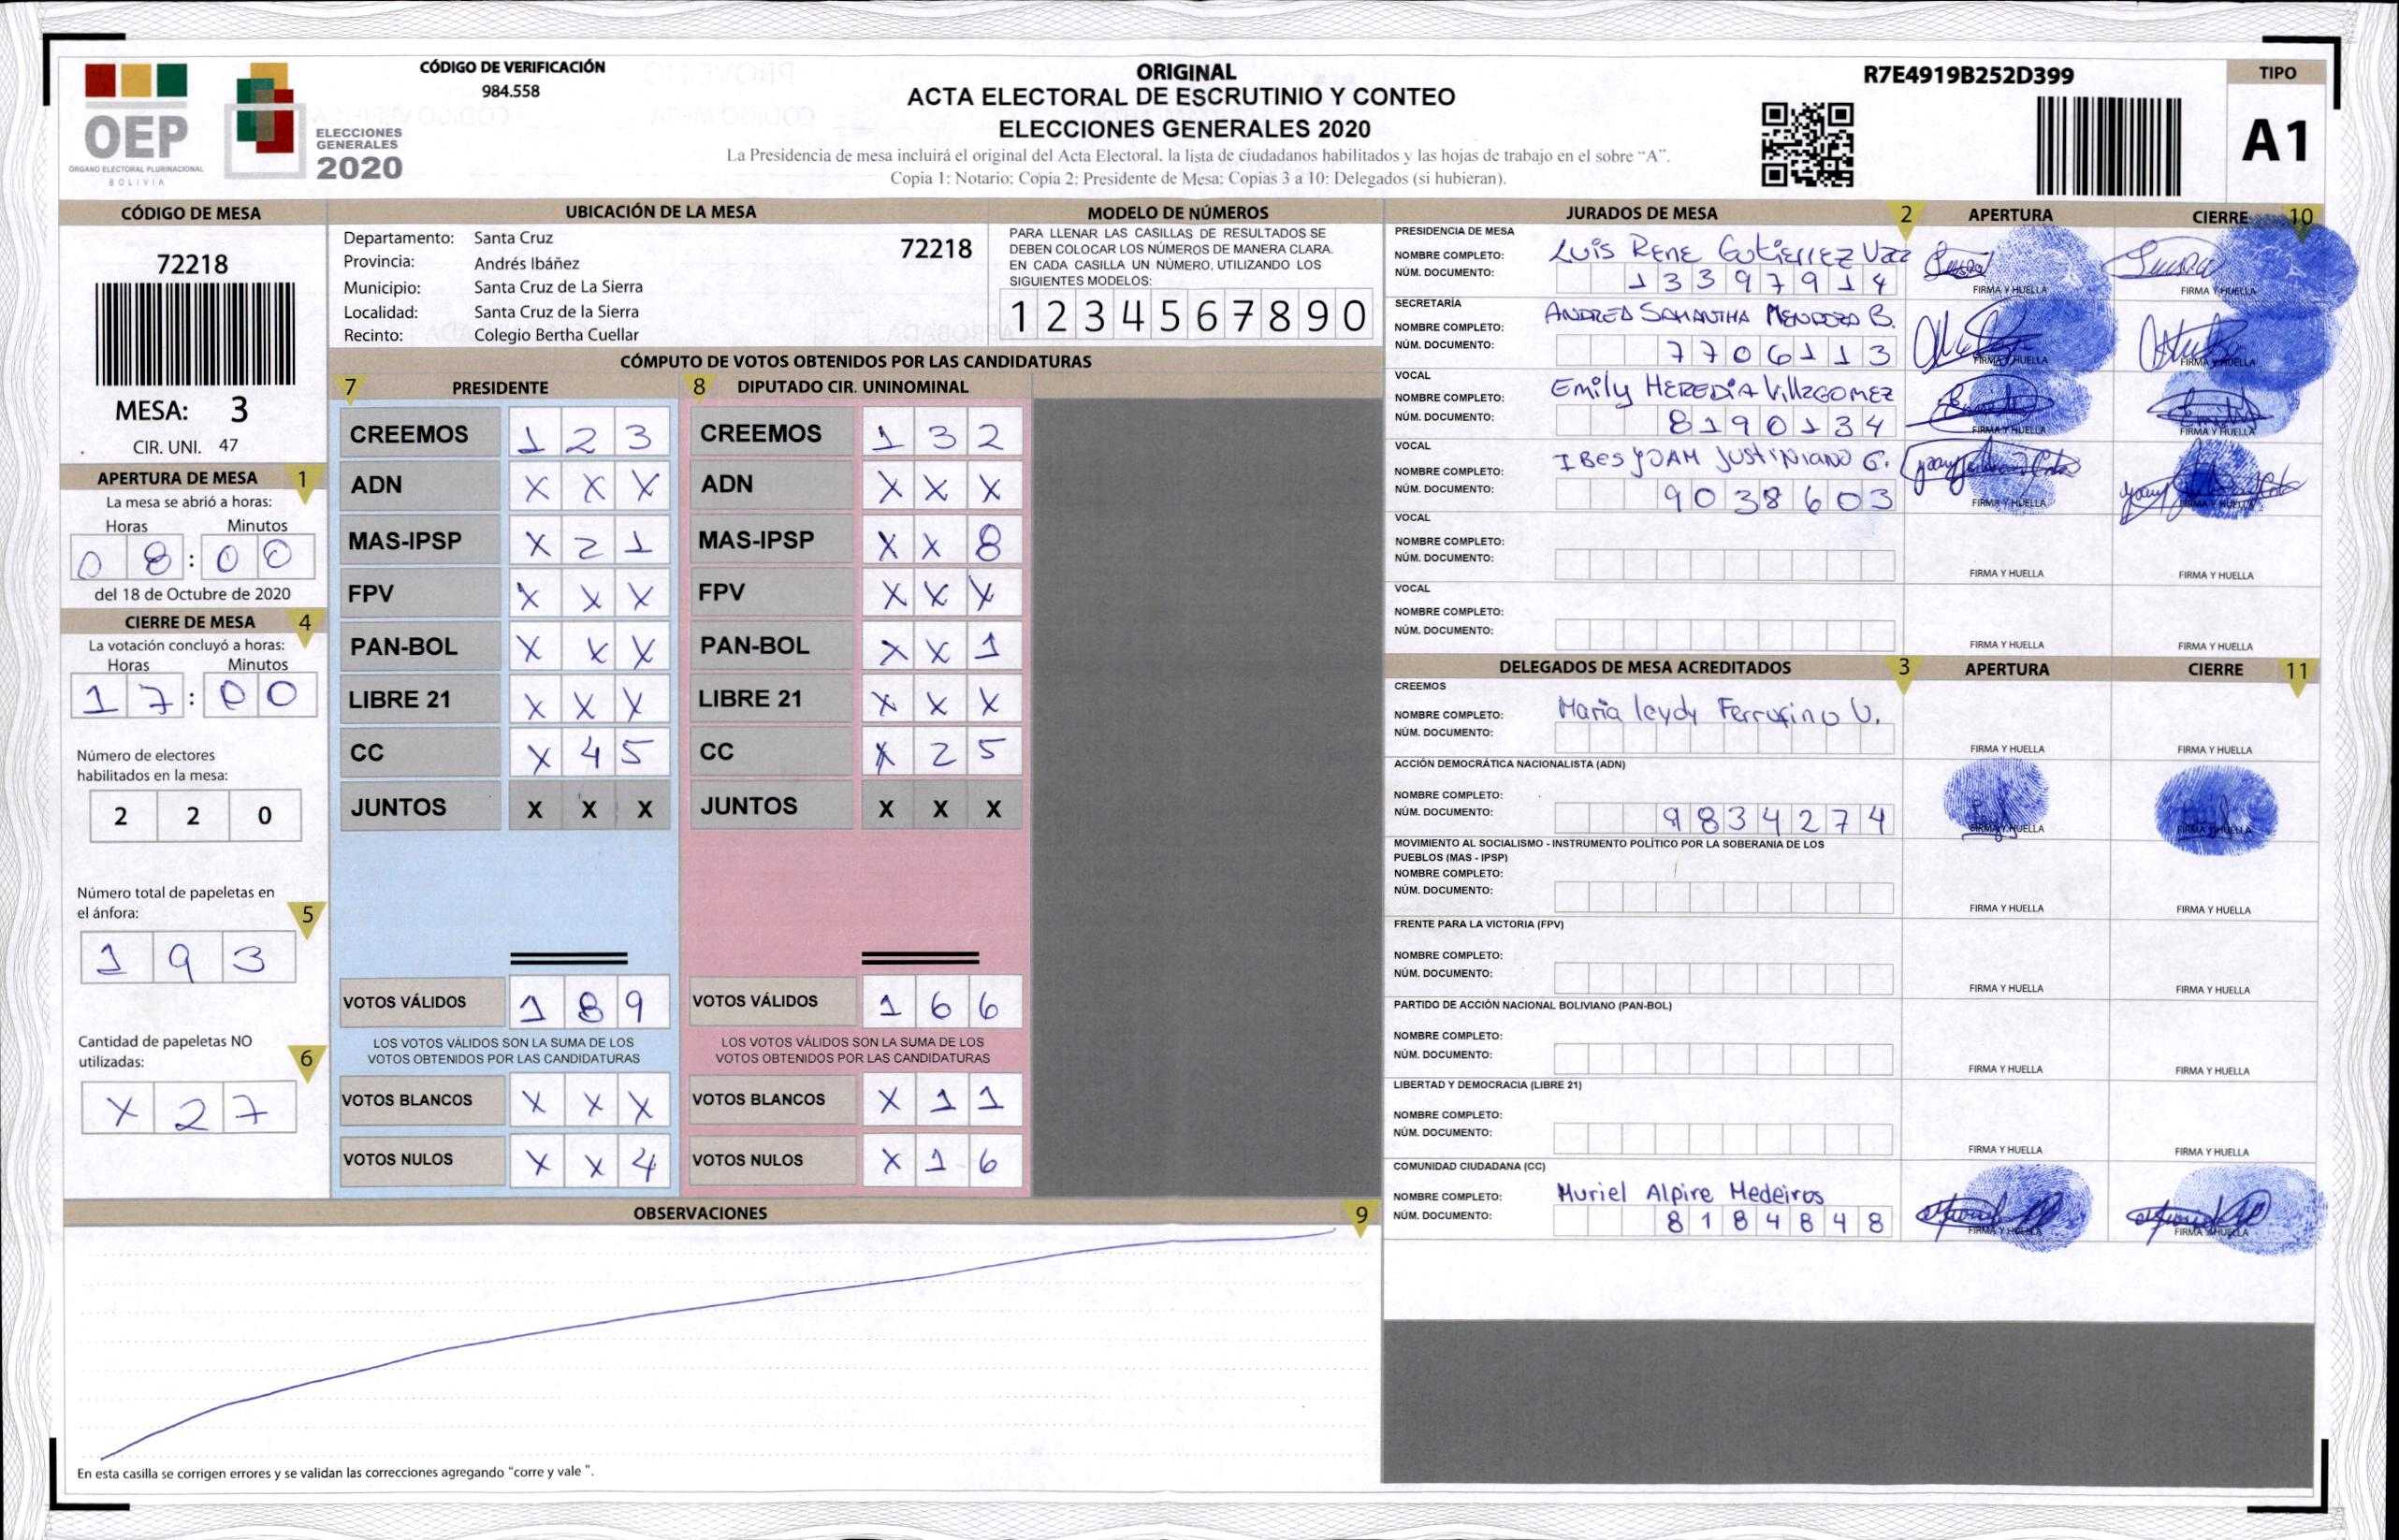 CÓDIGO DE VERIFICACIÓN
984.558
OEP
ÓRGANO ELECTORAL PLURINACIONAL
BOLIVIA
ELECCIONES
GENERALES
2020
ORIGINAL
ACTA ELECTORAL DE ESCRUTINIO Y CONTEO
ELECCIONES GENERALES 2020
La Presidencia de mesa incluirá el original del Acta Electoral, la lista de ciudadanos habilitados y las hojas de trabajo en el sobre "A".
Copia 1: Notario; Copia 2: Presidente de Mesa; Copias 3 a 10: Delegados (si hubieran).
R7E4919B252D399
TIPO
A1
CÓDIGO DE MESA
72218
MESA: 3
CIR. UNI. 47
APERTURA DE MESA 1
La mesa se abrió a horas:
Horas Minutos
0 8 : 0 0
del 18 de Octubre de 2020
CIERRE DE MESA 4
La votación concluyó a horas:
Horas Minutos
1 7 : 0 0
Número de electores
habilitados en la mesa:
2 2 0
Número total de papeletas en
el ánfora: 5
1 9 3
Cantidad de papeletas NO
utilizadas: 6
X 2 7
UBICACIÓN DE LA MESA
Departamento: Santa Cruz 72218
Provincia: Andrés Ibáñez
Municipio: Santa Cruz de La Sierra
Localidad: Santa Cruz de la Sierra
Recinto: Colegio Bertha Cuellar
MODELO DE NÚMEROS
PARA LLENAR LAS CASILLAS DE RESULTADOS SE
DEBEN COLOCAR LOS NÚMEROS DE MANERA CLARA.
EN CADA CASILLA UN NÚMERO, UTILIZANDO LOS
SIGUIENTES MODELOS:
1 2 3 4 5 6 7 8 9 0
CÓMPUTO DE VOTOS OBTENIDOS POR LAS CANDIDATURAS
7 PRESIDENTE 8 DIPUTADO CIR. UNINOMINAL
CREEMOS 1 2 3 CREEMOS 1 3 2
ADN X X X ADN X X X
MAS-IPSP X 2 1 MAS-IPSP X X 8
FPV X X X FPV X X X
PAN-BOL X X X PAN-BOL X X 1
LIBRE 21 X X X LIBRE 21 X X X
CC X 4 5 CC X 2 5
JUNTOS X X X JUNTOS X X X
VOTOS VÁLIDOS 1 8 9 VOTOS VÁLIDOS 1 6 6
LOS VOTOS VÁLIDOS SON LA SUMA DE LOS LOS VOTOS VÁLIDOS SON LA SUMA DE LOS
VOTOS OBTENIDOS POR LAS CANDIDATURAS VOTOS OBTENIDOS POR LAS CANDIDATURAS
VOTOS BLANCOS X X X VOTOS BLANCOS X 1 1
VOTOS NULOS X X 4 VOTOS NULOS X 1 6
OBSERVACIONES 9
En esta casilla se corrigen errores y se validan las correcciones agregando "corre y vale ".
JURADOS DE MESA 2 APERTURA CIERRE 10
PRESIDENCIA DE MESA
NOMBRE COMPLETO: Luis Rene Gutierrez Vaz
NÚM. DOCUMENTO: 1 3 3 9 7 9 1 4
FIRMA Y HUELLA FIRMA Y HUELLA
SECRETARÍA
NOMBRE COMPLETO: ANDREA SAMANTHA MENDOZA B.
NÚM. DOCUMENTO: 7 7 0 6 1 1 3
FIRMA Y HUELLA FIRMA Y HUELLA
VOCAL
NOMBRE COMPLETO: Emily HEREDIA VillaGOMEZ
NÚM. DOCUMENTO: 8 1 9 0 1 3 4
FIRMA Y HUELLA FIRMA Y HUELLA
VOCAL
NOMBRE COMPLETO: IBes YOAM JUSTINIANO G.
NÚM. DOCUMENTO: 9 0 3 8 6 0 3
FIRMA Y HUELLA FIRMA Y HUELLA
VOCAL
NOMBRE COMPLETO:
NÚM. DOCUMENTO:
FIRMA Y HUELLA FIRMA Y HUELLA
VOCAL
NOMBRE COMPLETO:
NÚM. DOCUMENTO:
FIRMA Y HUELLA FIRMA Y HUELLA
DELEGADOS DE MESA ACREDITADOS 3 APERTURA CIERRE 11
CREEMOS
NOMBRE COMPLETO: Maria leydy Ferrufino V.
NÚM. DOCUMENTO:
FIRMA Y HUELLA FIRMA Y HUELLA
ACCIÓN DEMOCRÁTICA NACIONALISTA (ADN)
NOMBRE COMPLETO:
NÚM. DOCUMENTO: 9 8 3 4 2 7 4
FIRMA Y HUELLA FIRMA Y HUELLA
MOVIMIENTO AL SOCIALISMO - INSTRUMENTO POLÍTICO POR LA SOBERANIA DE LOS
PUEBLOS (MAS - IPSP)
NOMBRE COMPLETO:
NÚM. DOCUMENTO:
FIRMA Y HUELLA FIRMA Y HUELLA
FRENTE PARA LA VICTORIA (FPV)
NOMBRE COMPLETO:
NÚM. DOCUMENTO:
FIRMA Y HUELLA FIRMA Y HUELLA
PARTIDO DE ACCIÓN NACIONAL BOLIVIANO (PAN-BOL)
NOMBRE COMPLETO:
NÚM. DOCUMENTO:
FIRMA Y HUELLA FIRMA Y HUELLA
LIBERTAD Y DEMOCRACIA (LIBRE 21)
NOMBRE COMPLETO:
NÚM. DOCUMENTO:
FIRMA Y HUELLA FIRMA Y HUELLA
COMUNIDAD CIUDADANA (CC)
NOMBRE COMPLETO: Muriel Alpire Medeiros
NÚM. DOCUMENTO: 8 1 8 4 8 4 8
FIRMA Y HUELLA FIRMA Y HUELLA